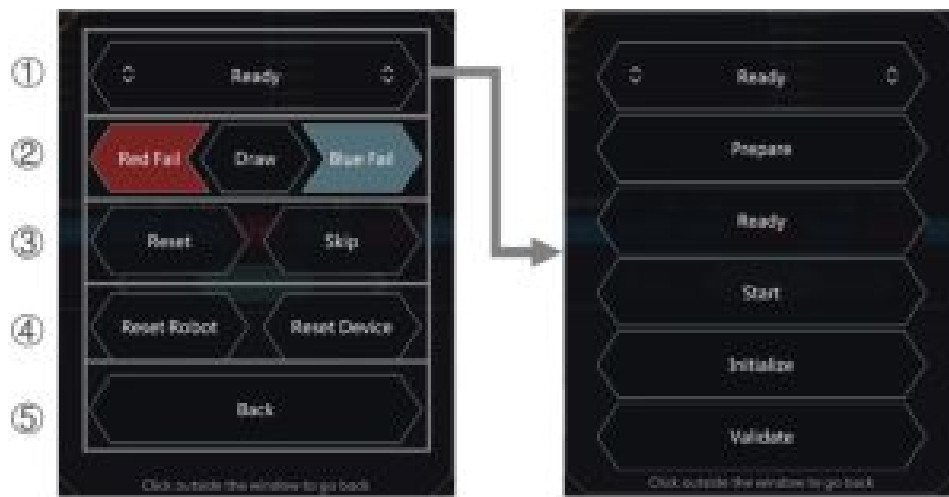 ①
Ready
②
Red Fail Draw Blue Fail
③
Reset Skip
④
Reset Robot Reset Device
⑤
Back
Click outside the window to go back
Ready
Prepare
Ready
Start
Initialize
Validate
Click outside the window to go back